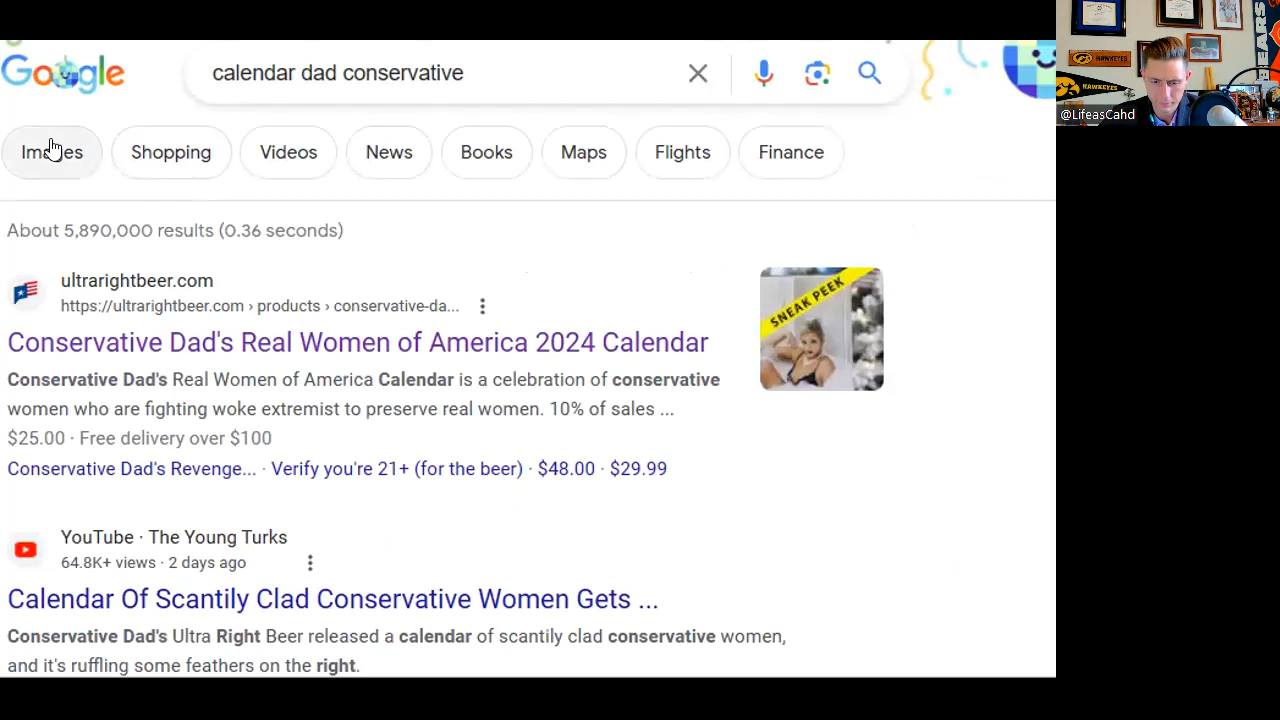 Google
calendar dad conservative
Images
Shopping
Videos
News
Books
Maps
Flights
Finance
About 5,890,000 results (0.36 seconds)
ultrarightbeer.com
https://ultrarightbeer.com › products › conservative-da...
SNEAK PEEK
Conservative Dad's Real Women of America 2024 Calendar
Conservative Dad's Real Women of America Calendar is a celebration of conservative
women who are fighting woke extremist to preserve real women. 10% of sales ...
$25.00 · Free delivery over $100
Conservative Dad's Revenge... · Verify you're 21+ (for the beer) · $48.00 · $29.99
YouTube · The Young Turks
64.8K+ views · 2 days ago
Calendar Of Scantily Clad Conservative Women Gets ...
Conservative Dad's Ultra Right Beer released a calendar of scantily clad conservative women,
and it's ruffling some feathers on the right.
HAWKEYES
HAWKEYES
BEARS
@LifeasCahd